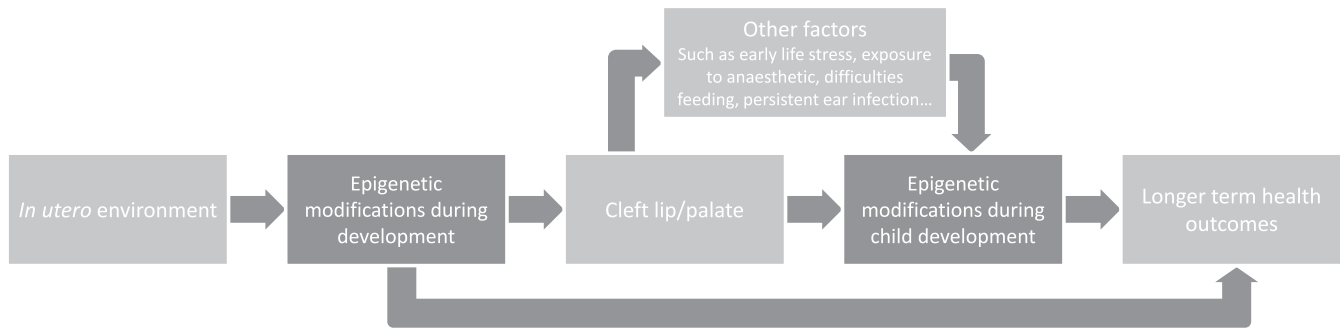 Other factors
Such as early life stress, exposure
to anaesthetic, difficulties
feeding, persistent ear infection...
In utero environment
Epigenetic
modifications during
development
Cleft lip/palate
Epigenetic
modifications during
child development
Longer term health
outcomes